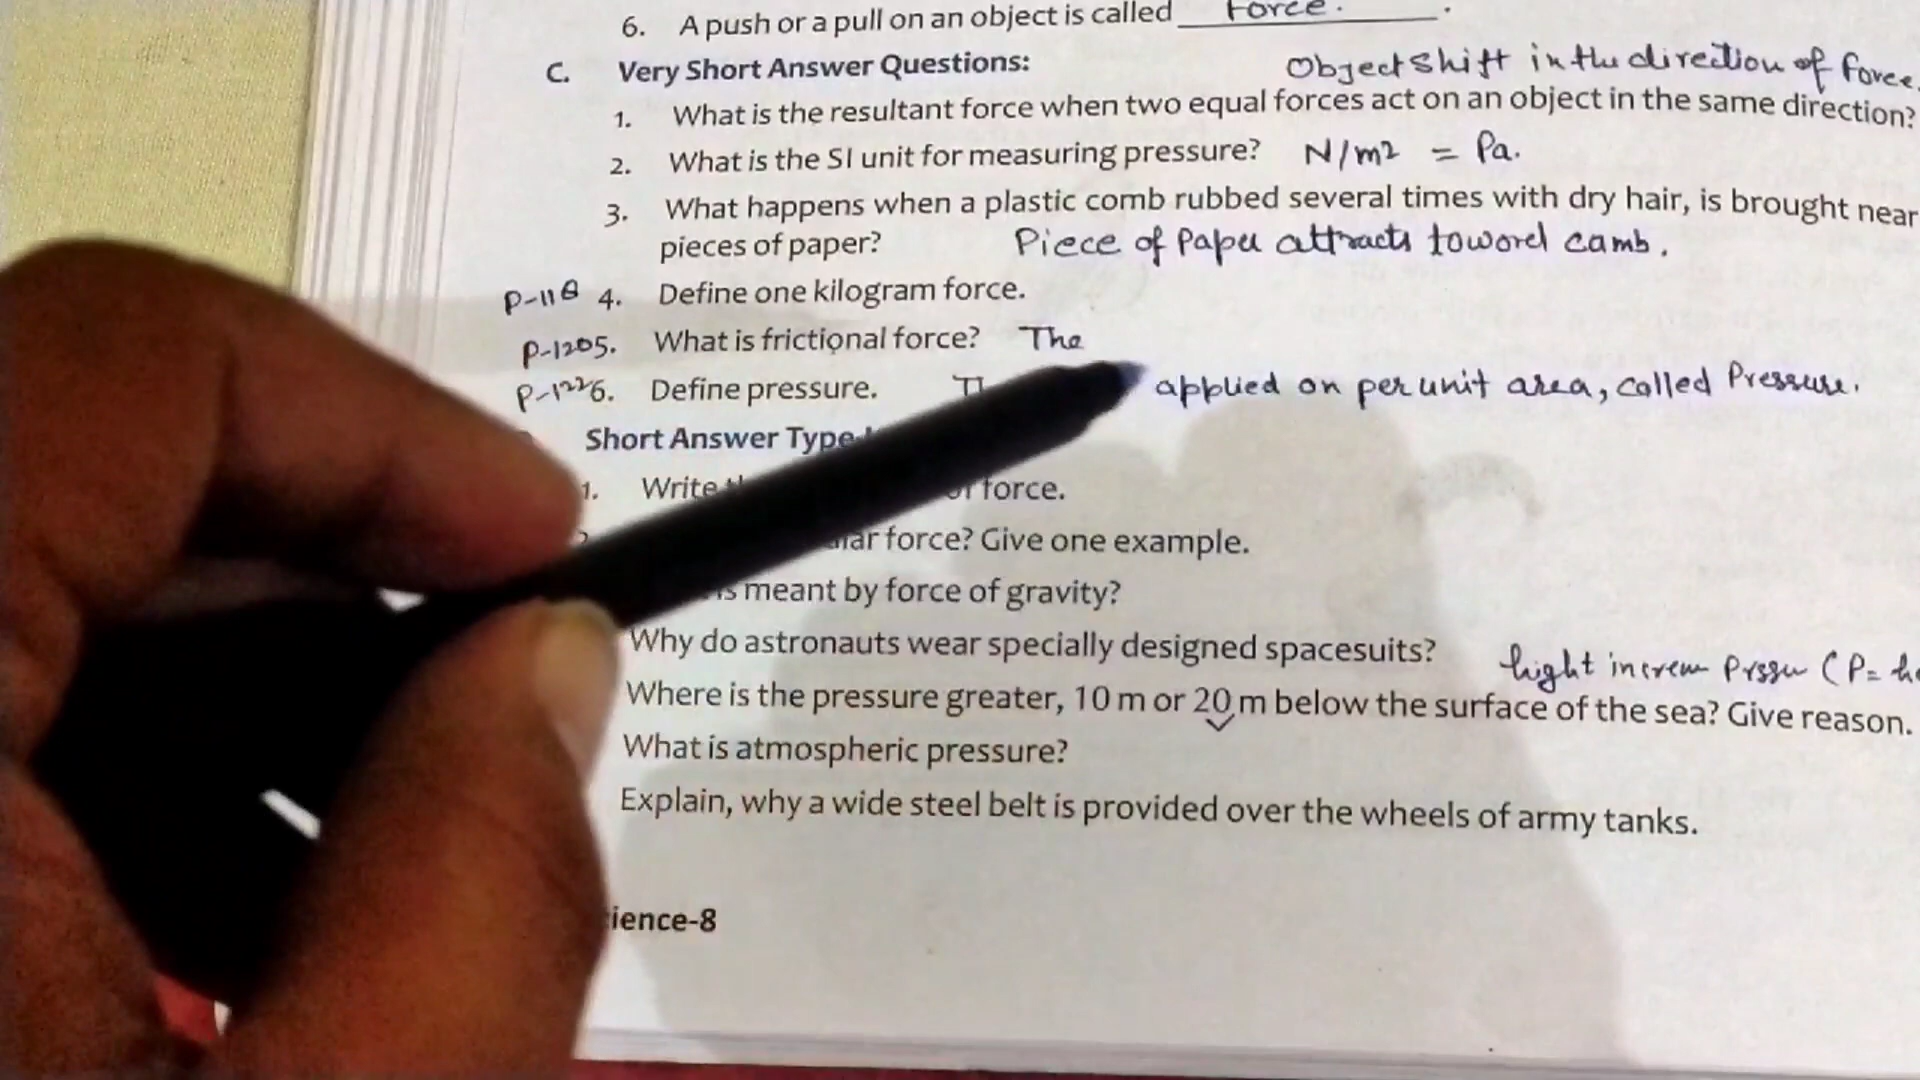 6. A push or a pull on an object is called Force.
C. Very Short Answer Questions:
Object shift in the direction of force.
1. What is the resultant force when two equal forces act on an object in the same direction?
2. What is the SI unit for measuring pressure? N/m2 = Pa.
3. What happens when a plastic comb rubbed several times with dry hair, is brought near
pieces of paper? Piece of Paper attracts toword camb.
4. Define one kilogram force.
P-120 5. What is frictional force? The
P-122 6. Define pressure. applied on per unit area, called Pressure.
Short Answer Type
1. Write force.
force? Give one example.
is meant by force of gravity?
Why do astronauts wear specially designed spacesuits?
hight
Where is the pressure greater, 10 m or 20 m below the surface of the sea? Give reason.
What is atmospheric pressure?
Explain, why a wide steel belt is provided over the wheels of army tanks.
ience-8